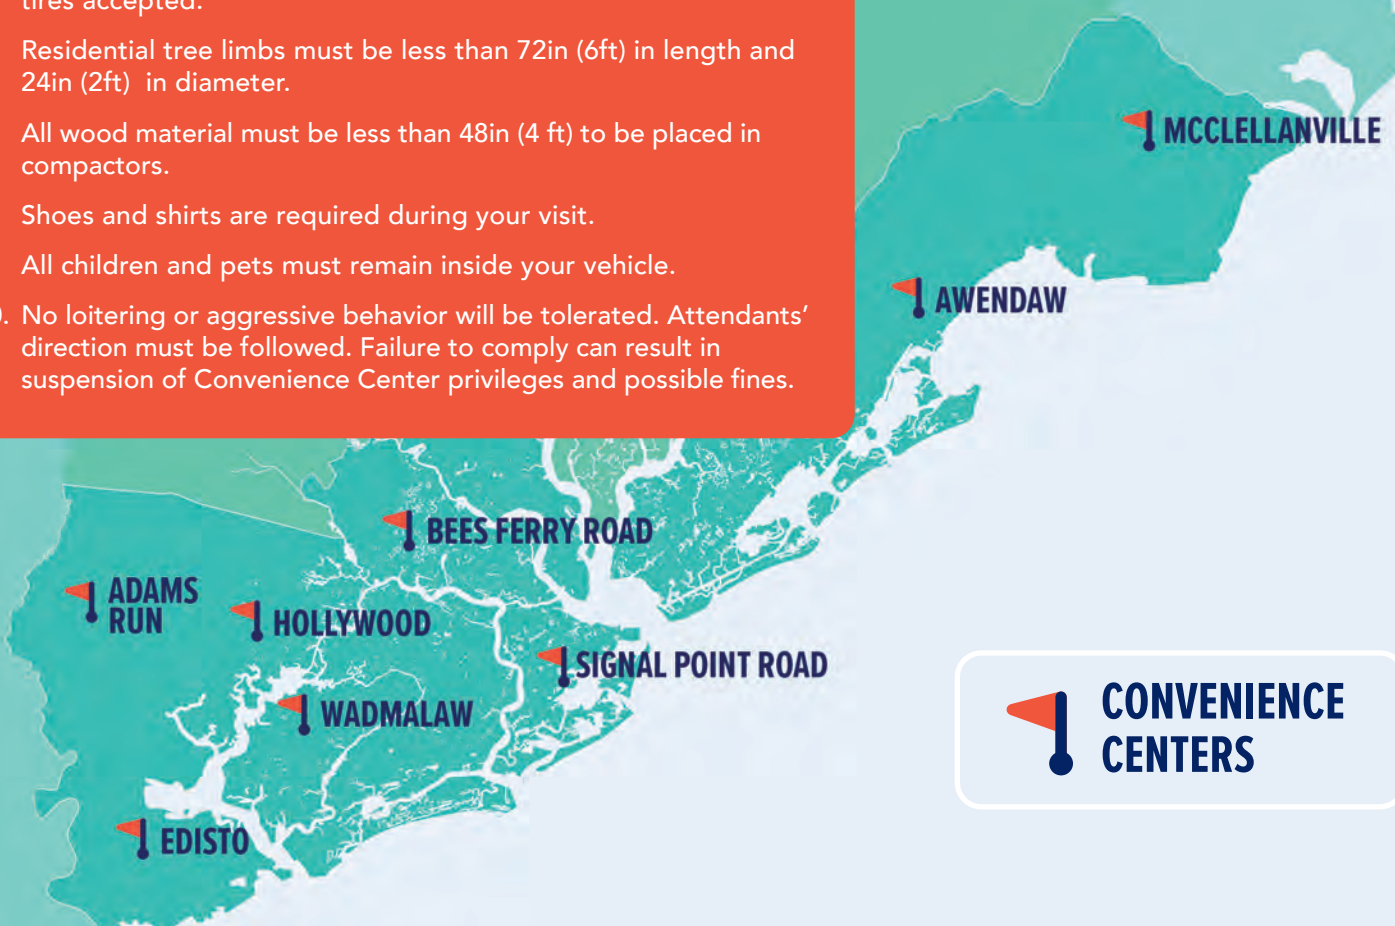 tires accepted.
Residential tree limbs must be less than 72in (6ft) in length and
24in (2ft) in diameter.
All wood material must be less than 48in (4 ft) to be placed in
compactors.
Shoes and shirts are required during your visit.
All children and pets must remain inside your vehicle.
No loitering or aggressive behavior will be tolerated. Attendants’
direction must be followed. Failure to comply can result in
suspension of Convenience Center privileges and possible fines.
MCCLELLANVILLE
AWENDAW
BEES FERRY ROAD
ADAMS
RUN
HOLLYWOOD
SIGNAL POINT ROAD
WADMALAW
EDISTO
CONVENIENCE
CENTERS